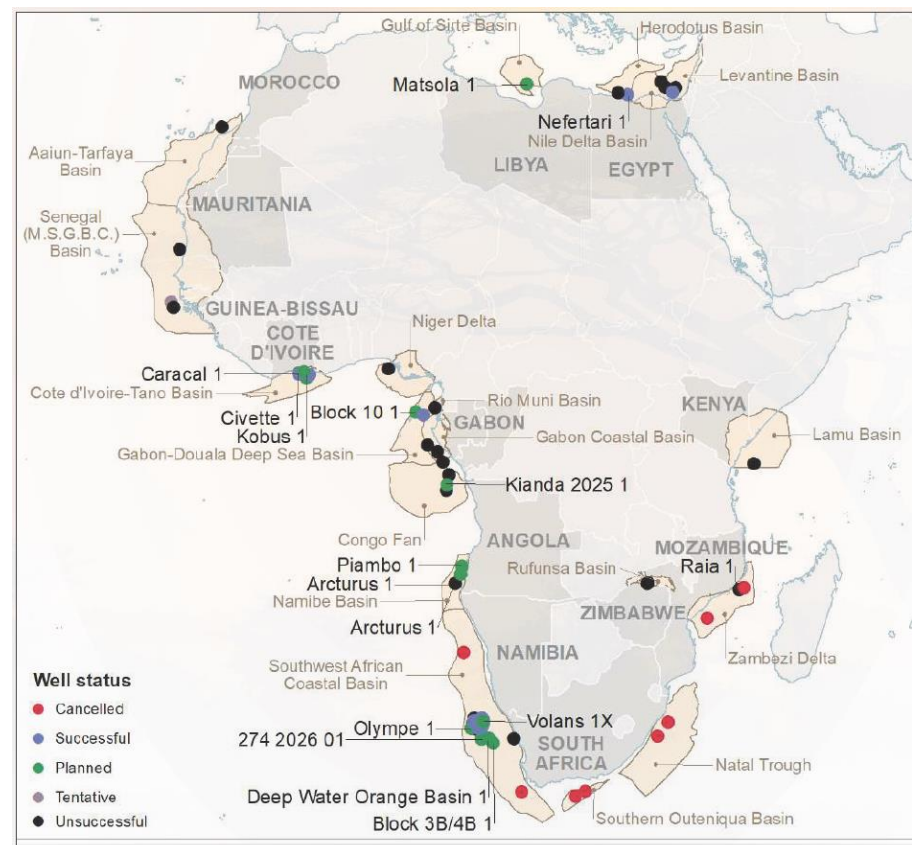 Gulf of Sirte Basin
Herodotus Basin
Matsola 1
Levantine Basin
MOROCCO
Nefertari 1
Nile Delta Basin
Aaiun-Tarfaya
Basin
LIBYA
EGYPT
MAURITANIA
Senegal
(M.S.G.B.C.)
Basin
GUINEA-BISSAU
COTE
D'IVOIRE
Niger Delta
Caracal 1
Cote d'Ivoire-Tano Basin
Civette 1
Kobus 1
Block 10 1
Rio Muni Basin
GABON
KENYA
Gabon Coastal Basin
Lamu Basin
Gabon-Douala Deep Sea Basin
Kianda 2025 1
Congo Fan
ANGOLA
MOZAMBIQUE
Piambo 1
Rufunsa Basin
Raia 1
Arcturus 1
Namibe Basin
ZIMBABWE
Arcturus 1
NAMIBIA
Zambezi Delta
Southwest African
Coastal Basin
Well status
Cancelled
Successful
Planned
Tentative
Unsuccessful
Olympe 1
Volans 1X
274 2026 01
SOUTH
AFRICA
Natal Trough
Deep Water Orange Basin 1
Block 3B/4B 1
Southern Outeniqua Basin